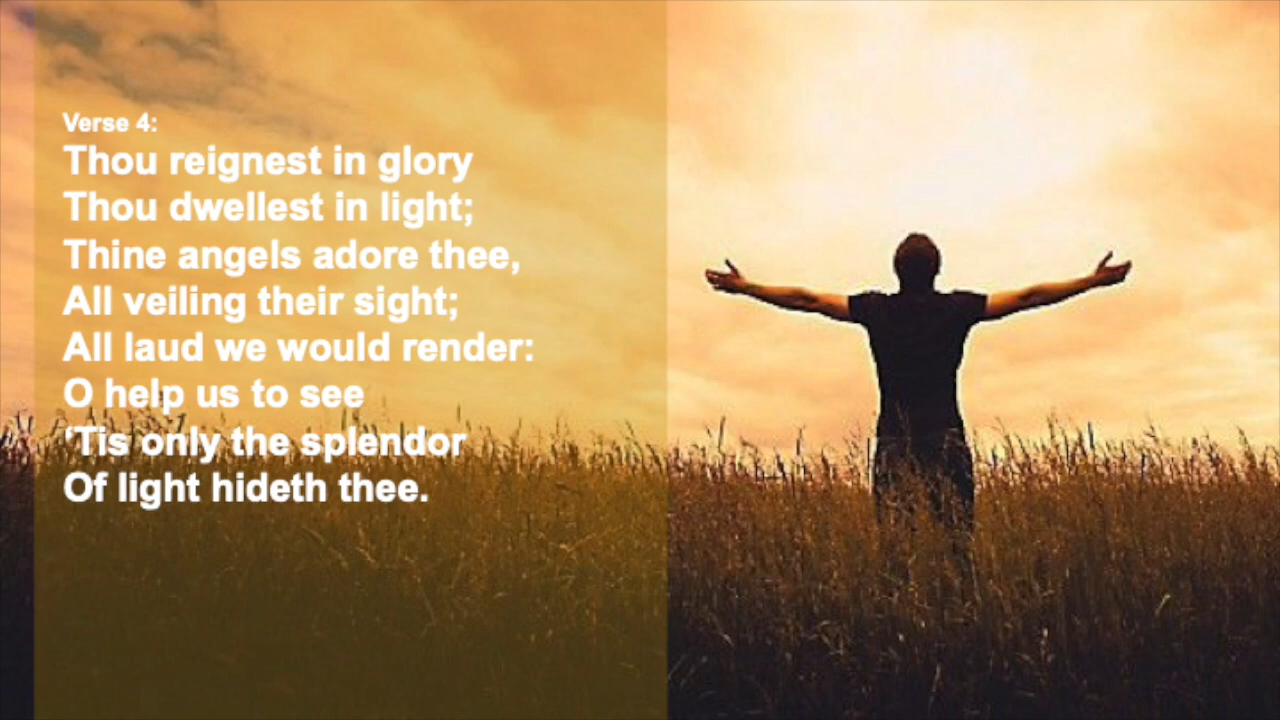 Verse 4:
Thou reignest in glory
Thou dwellest in light;
Thine angels adore thee,
All veiling their sight;
All laud we would render:
O help us to see
‘Tis only the splendor
Of light hideth thee.